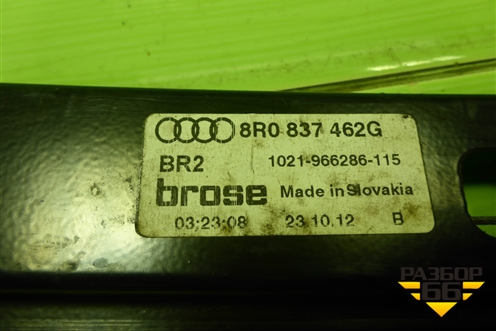 8R0 837 462G
BR2 1021-966286-115
brose Made in Slovakia
03:23:08 23.10.12 B
РАЗБОР
66